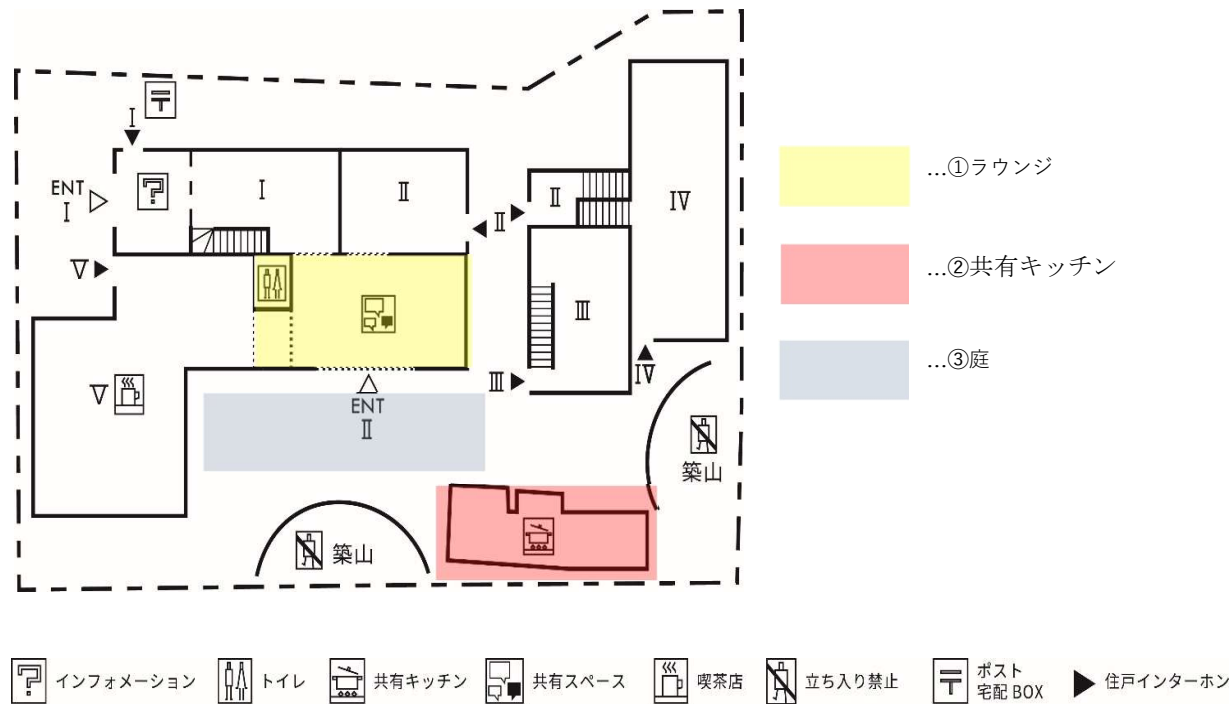 I
ENT
I
I
II
II
II
IV
V
III
V
III
IV
ENT
II
築山
築山
...①ラウンジ
...②共有キッチン
...③庭
インフォメーション
トイレ
共有キッチン
共有スペース
喫茶店
立ち入り禁止
ポスト
宅配 BOX
住戸インターホン